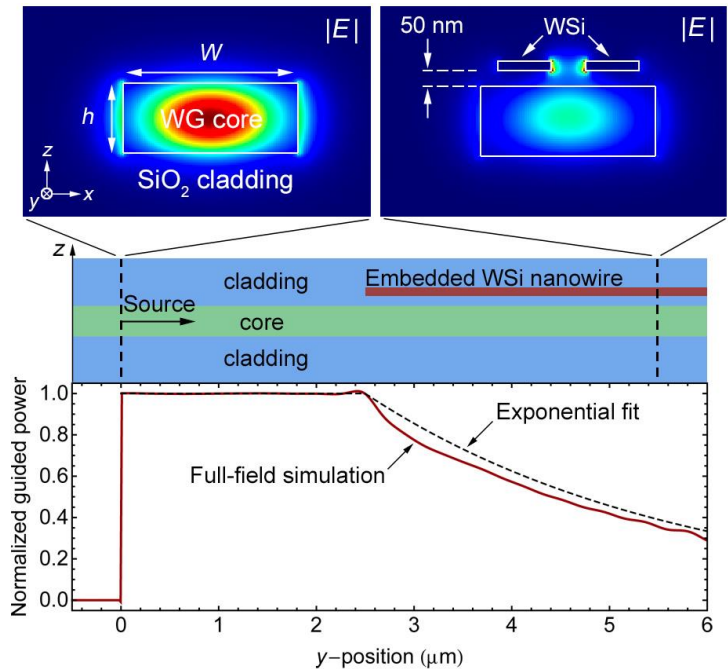 |E|
W
h
WG core
SiO₂ cladding
z
y
x
|E|
WSi
50 nm
z
cladding
Embedded WSi nanowire
Source
core
cladding
Normalized guided power
1.0
0.8
0.6
0.4
0.2
0.0
Exponential fit
Full-field simulation
0 1 2 3 4 5 6
y−position (μm)